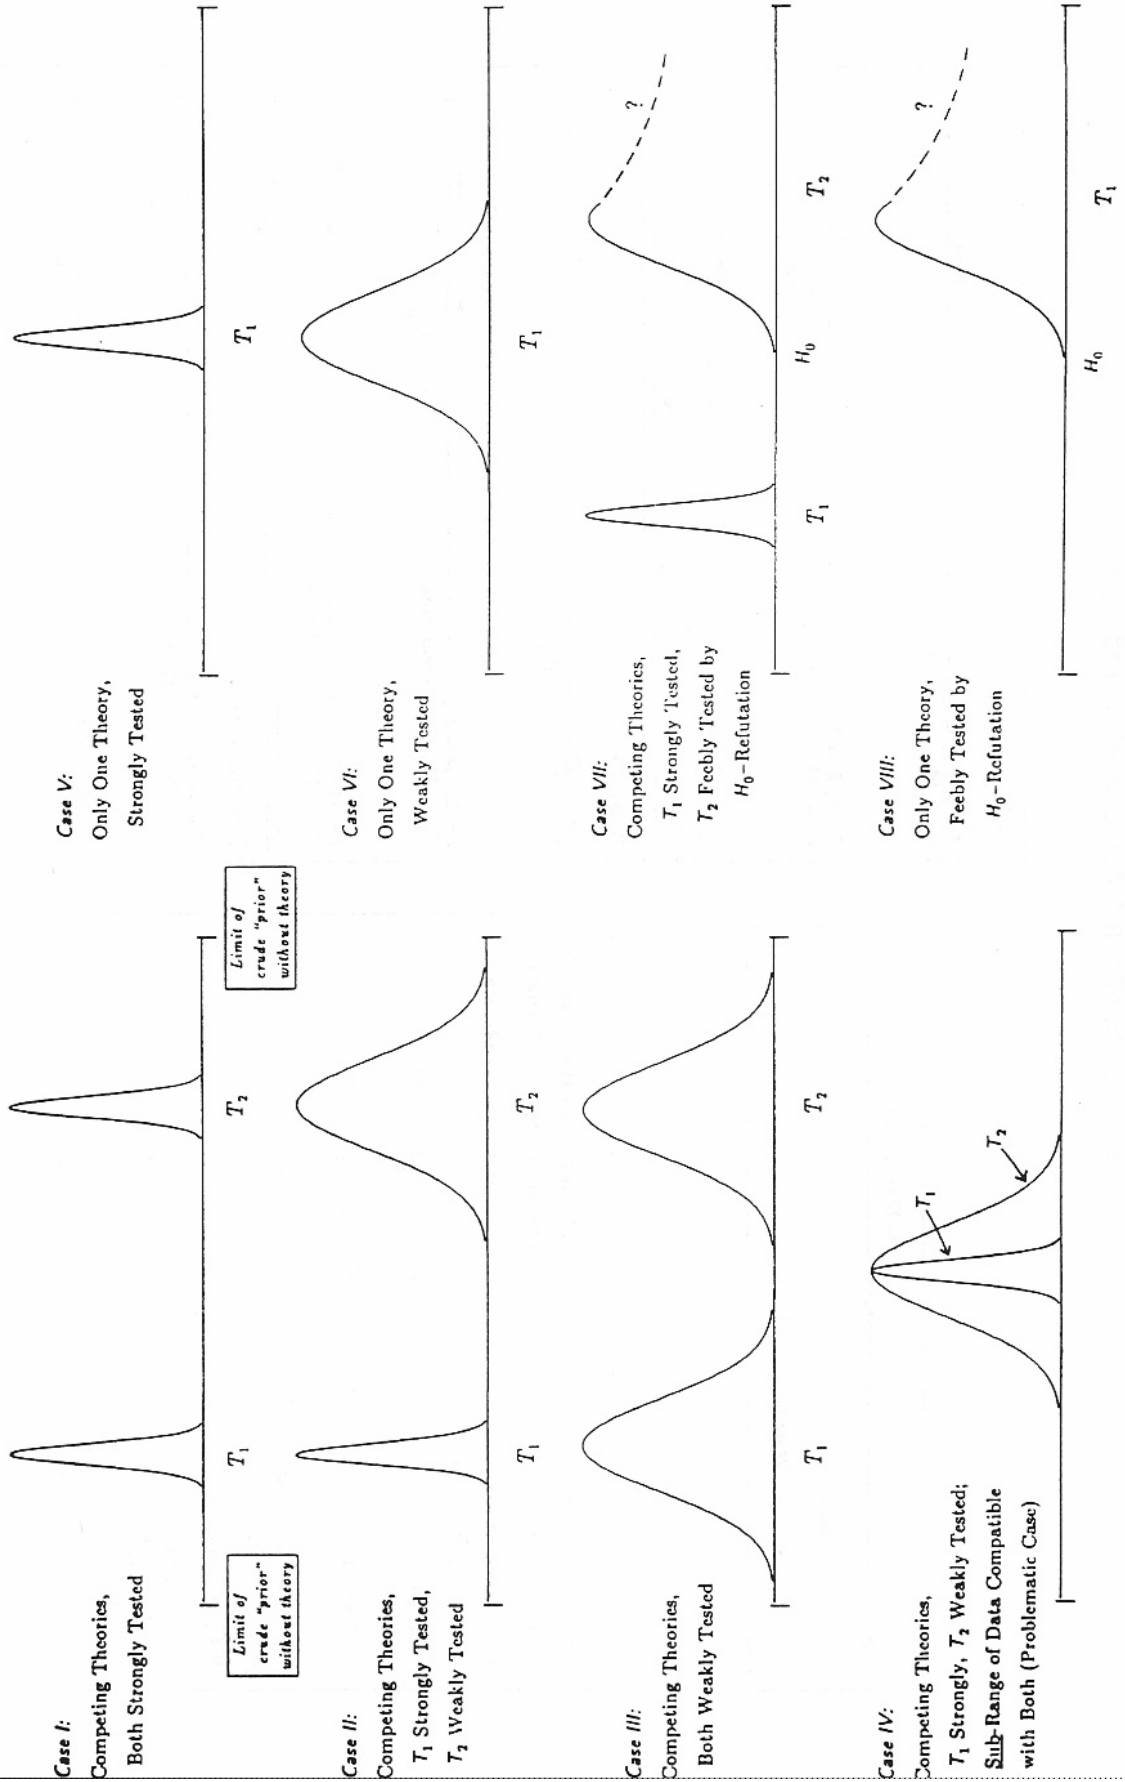 Case I:
Competing Theories,
Both Strongly Tested
Limit of
crude "prior"
without theory
T₁
T₂
Limit of
crude "prior"
without theory
Case II:
Competing Theories,
T₁ Strongly Tested,
T₂ Weakly Tested
T₁
T₂
Case III:
Competing Theories,
Both Weakly Tested
T₁
T₂
Case IV:
Competing Theories,
T₁ Strongly, T₂ Weakly Tested;
Sub-Range of Data Compatible
with Both (Problematic Case)
T₁
T₂
Case V:
Only One Theory,
Strongly Tested
T₁
Case VI:
Only One Theory,
Weakly Tested
T₁
Case VII:
Competing Theories,
T₁ Strongly Tested,
T₂ Feebly Tested by
H₀-Refutation
T₁
H₀
T₂
?
Case VIII:
Only One Theory,
Feebly Tested by
H₀-Refutation
H₀
T₁
?